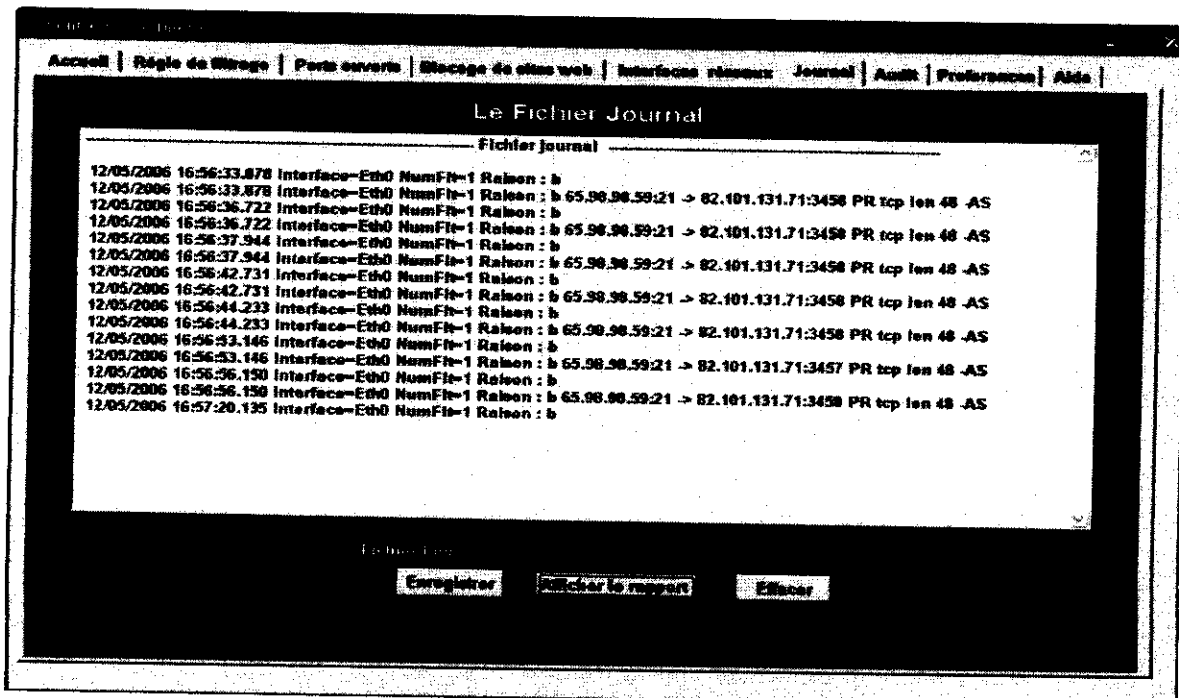 Accueil | Régle de filtrage | Ports ouverts | Blocage de sites web | Interfaces réseaux Journal | Audit | Preferences | Aide |
Le Fichier Journal
Fichier journal
12/05/2006 16:56:33.878 Interface=Eth0 NumFlt=1 Raison : b
12/05/2006 16:56:33.878 Interface=Eth0 NumFlt=1 Raison : b 65.98.98.59:21 -> 82.101.131.71:3458 PR tcp len 48 -AS
12/05/2006 16:56:36.722 Interface=Eth0 NumFlt=1 Raison : b
12/05/2006 16:56:36.722 Interface=Eth0 NumFlt=1 Raison : b 65.98.98.59:21 -> 82.101.131.71:3458 PR tcp len 48 -AS
12/05/2006 16:56:37.944 Interface=Eth0 NumFlt=1 Raison : b
12/05/2006 16:56:37.944 Interface=Eth0 NumFlt=1 Raison : b 65.98.98.59:21 -> 82.101.131.71:3458 PR tcp len 48 -AS
12/05/2006 16:56:42.731 Interface=Eth0 NumFlt=1 Raison : b
12/05/2006 16:56:42.731 Interface=Eth0 NumFlt=1 Raison : b 65.98.98.59:21 -> 82.101.131.71:3458 PR tcp len 48 -AS
12/05/2006 16:56:44.233 Interface=Eth0 NumFlt=1 Raison : b
12/05/2006 16:56:44.233 Interface=Eth0 NumFlt=1 Raison : b 65.98.98.59:21 -> 82.101.131.71:3458 PR tcp len 48 -AS
12/05/2006 16:56:53.146 Interface=Eth0 NumFlt=1 Raison : b
12/05/2006 16:56:53.146 Interface=Eth0 NumFlt=1 Raison : b 65.98.98.59:21 -> 82.101.131.71:3457 PR tcp len 48 -AS
12/05/2006 16:56:56.150 Interface=Eth0 NumFlt=1 Raison : b
12/05/2006 16:56:56.150 Interface=Eth0 NumFlt=1 Raison : b 65.98.98.59:21 -> 82.101.131.71:3458 PR tcp len 48 -AS
12/05/2006 16:57:20.135 Interface=Eth0 NumFlt=1 Raison : b
Enregistrer Afficher le rapport Effacer